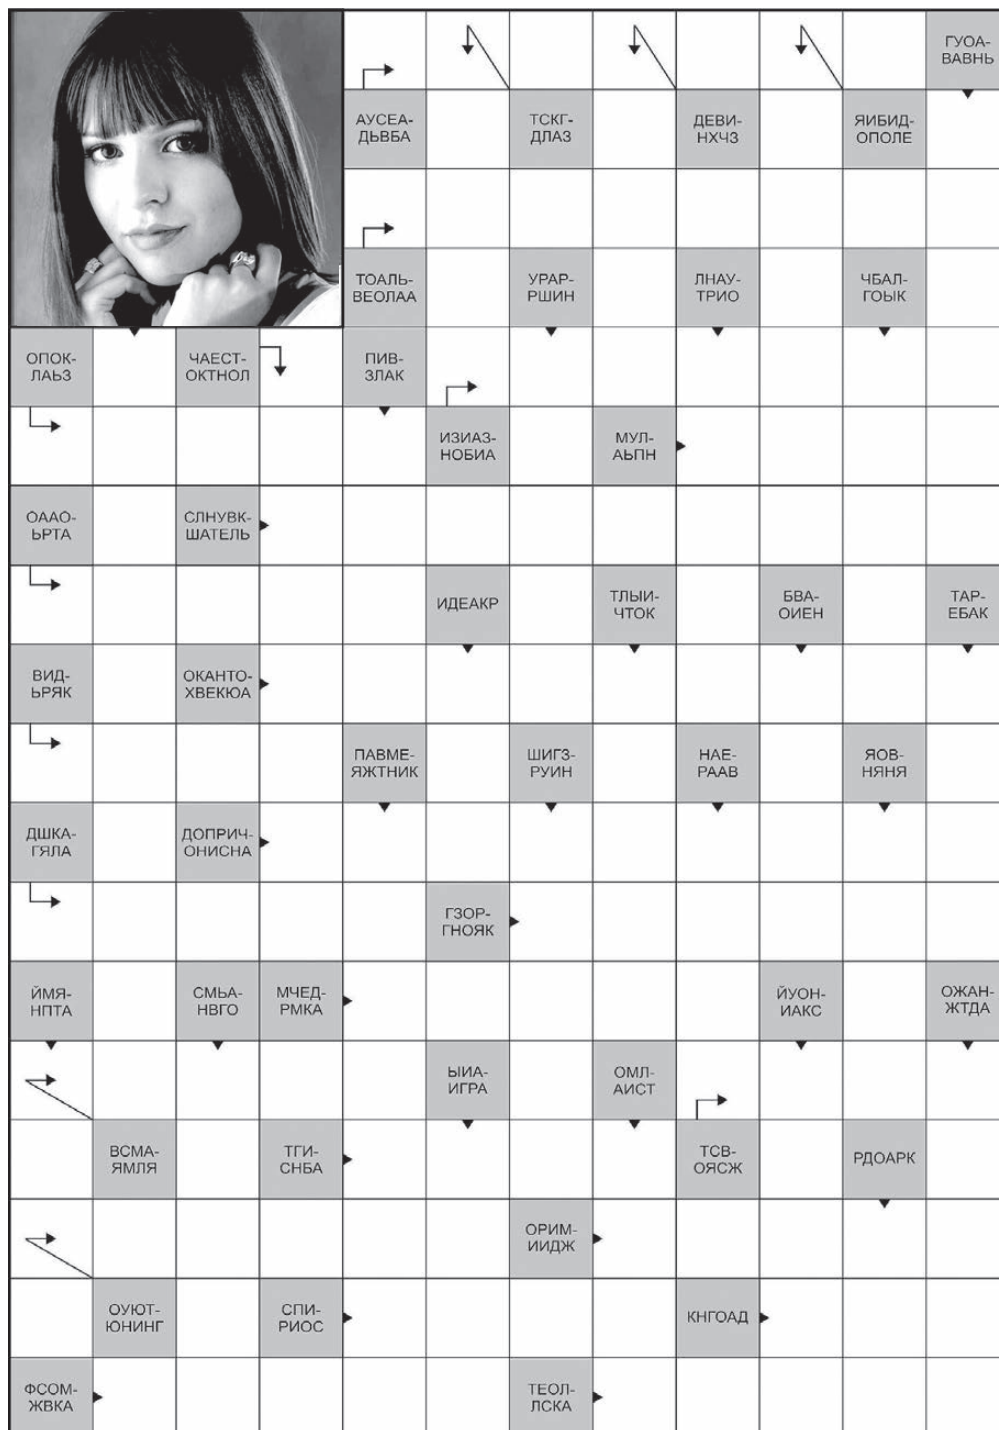 ГУОА-
ВАВНЬ
АУСЕА-
ДЬВБА
ТСКГ-
ДЛАЗ
ДЕВИ-
НХЧЗ
ЯИБИД-
ОПОЛЕ
ТОАЛЬ-
ВЕОЛАА
УРАР-
РШИН
ЛНАУ-
ТРИО
ЧБАЛ-
ГОЫК
ОПОК-
ЛАЬЗ
ЧАЕСТ-
ОКТНОЛ
ПИВ-
ЗЛАК
ИЗИАЗ-
НОБИА
МУЛ-
АЬПН
ОААО-
ЬРТА
СЛНУВК-
ШАТЕЛЬ
ИДЕАКР
ТЛЫИ-
ЧТОК
БВА-
ОИЕН
ТАР-
ЕБАК
ВИД-
ЬРЯК
ОКАНТО-
ХВЕКЮА
ПАВМЕ-
ЯЖТНИК
ШИГЗ-
РУИН
НАЕ-
РААВ
ЯОВ-
НЯНЯ
ДШКА-
ГЯЛА
ДОПРИЧ-
ОНИСНА
ГЗОР-
ГНОЯК
ЙМЯ-
НПТА
СМЬА-
НВГО
МЧЕД-
РМКА
ЙУОН-
ИАКС
ОЖАН-
ЖТДА
ЫИА-
ИГРА
ОМЛ-
АИСТ
ВСМА-
ЯМЛЯ
ТГИ-
СНБА
ТСВ-
ОЯСЖ
РДОАРК
ОРИМ-
ИИДЖ
ОУЮТ-
ЮНИНГ
СПИ-
РИОС
КНГОАД
ФСОМ-
ЖВКА
ТЕОЛ-
ЛСКА